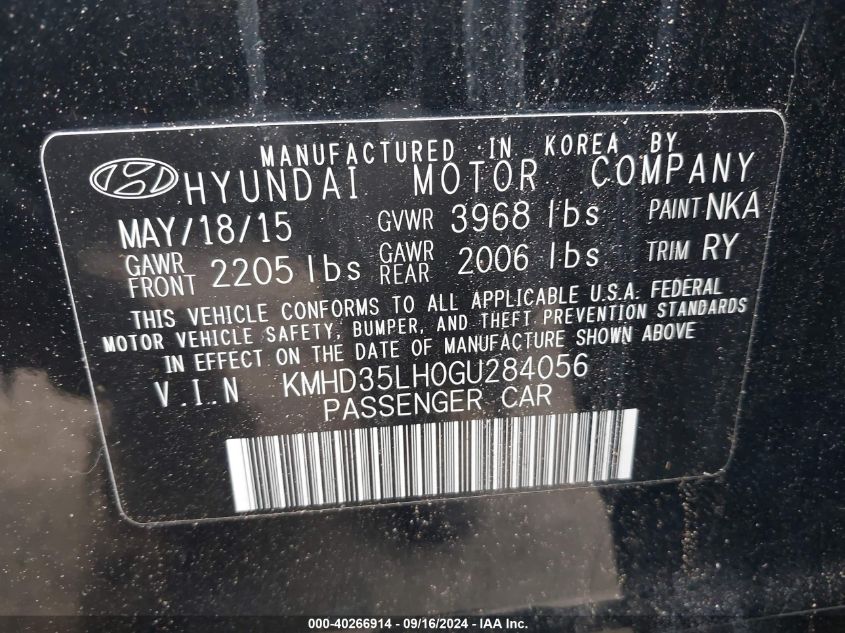 MANUFACTURED IN KOREA BY
HYUNDAI MOTOR COMPANY
MAY/18/15 GVWR 3968 lbs PAINT NKA
GAWR FRONT 2205 lbs GAWR REAR 2006 lbs TRIM RY
THIS VEHICLE CONFORMS TO ALL APPLICABLE U.S.A. FEDERAL
MOTOR VEHICLE SAFETY, BUMPER, AND THEFT PREVENTION STANDARDS
IN EFFECT ON THE DATE OF MANUFACTURE SHOWN ABOVE
V.I.N KMHD35LH0GU284056
PASSENGER CAR
000-40266914 - 09/16/2024 - IAA Inc.